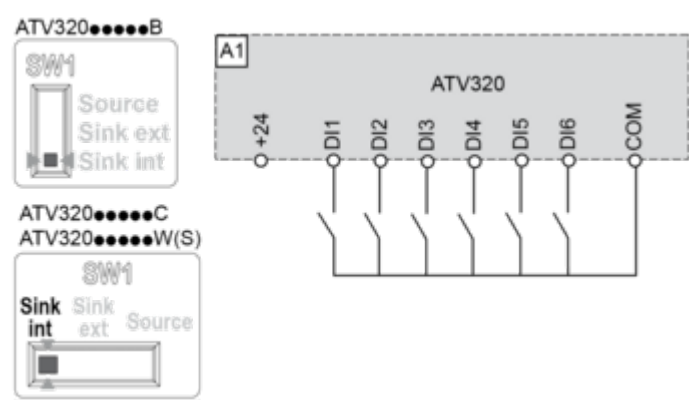 ATV320●●●●●B
SW1
Source
Sink ext
Sink int
ATV320●●●●●C
ATV320●●●●●W(S)
SW1
Sink int
Sink ext
Source
A1
ATV320
+24
DI1
DI2
DI3
DI4
DI5
DI6
COM